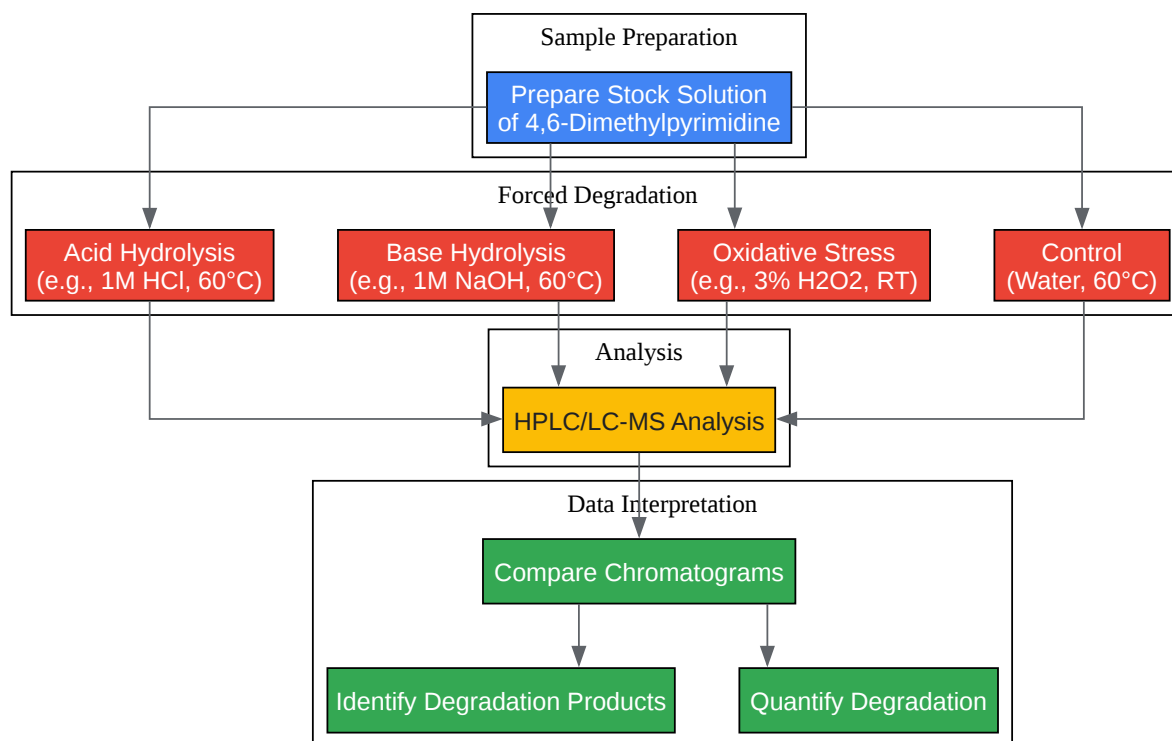 Sample Preparation
Prepare Stock Solution
of 4,6-Dimethylpyrimidine
Forced Degradation
Acid Hydrolysis
(e.g., 1M HCl, 60°C)
Base Hydrolysis
(e.g., 1M NaOH, 60°C)
Oxidative Stress
(e.g., 3% H2O2, RT)
Control
(Water, 60°C)
Analysis
HPLC/LC-MS Analysis
Data Interpretation
Compare Chromatograms
Identify Degradation Products
Quantify Degradation